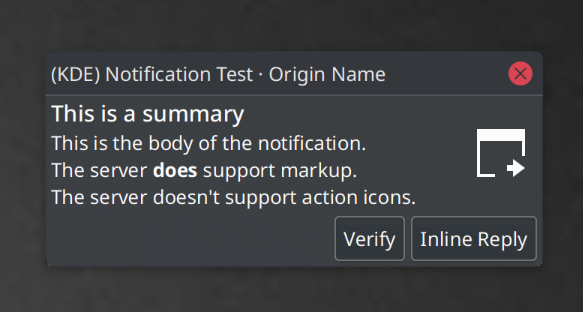 (KDE) Notification Test · Origin Name
This is a summary
This is the body of the notification.
The server does support markup.
The server doesn't support action icons.
Verify
Inline Reply